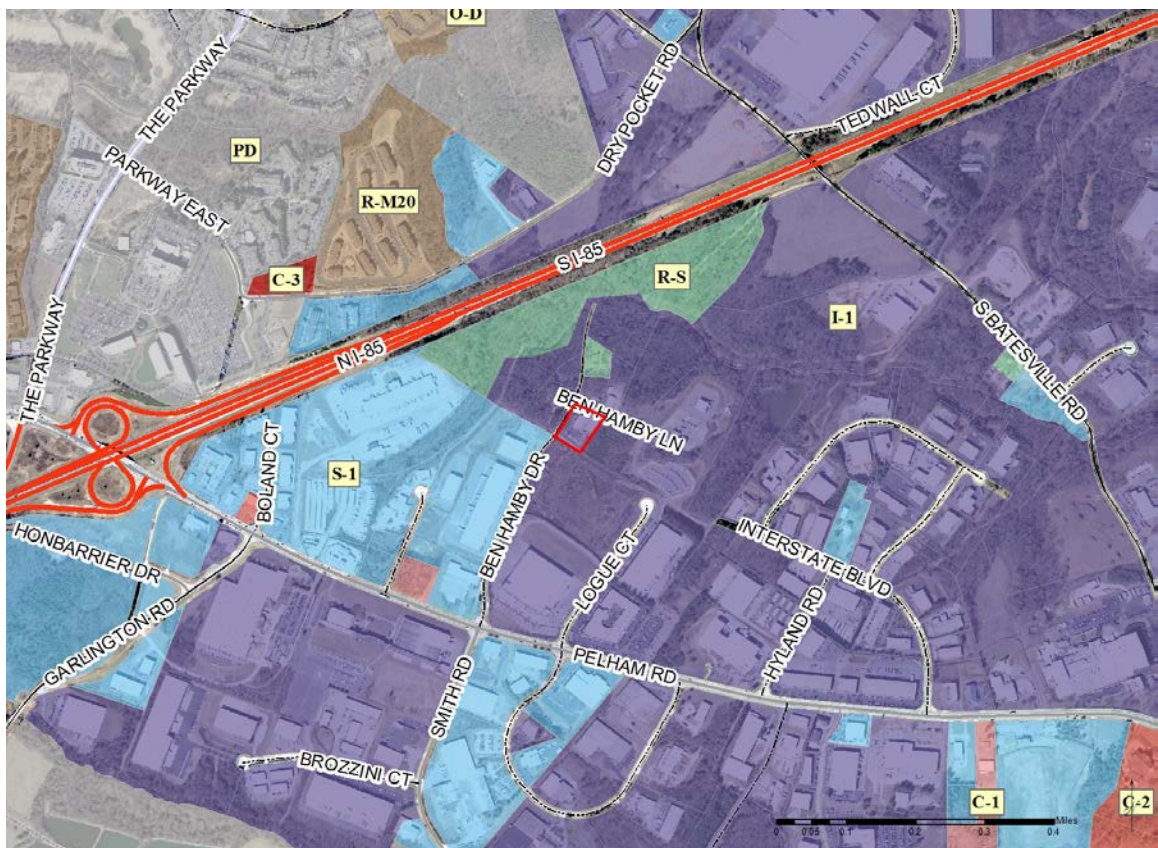 O-D
THE PARKWAY
DRY POCKET RD
TEDWALL CT
PD
PARKWAY EAST
R-M20
S I-85
C-3
R-S
I-1
THE PARKWAY
N I-85
S BATESVILLE RD
BEN HAMBY LN
BOLAND CT
S-1
BEN HAMBY DR
HONBARRIER DR
LOGUE CT
INTERSTATE BLVD
GARLINGTON RD
HYLAND RD
PELHAM RD
SMITH RD
BROZZINI CT
C-1
C-2
Miles
0 0.05 0.1 0.2 0.3 0.4